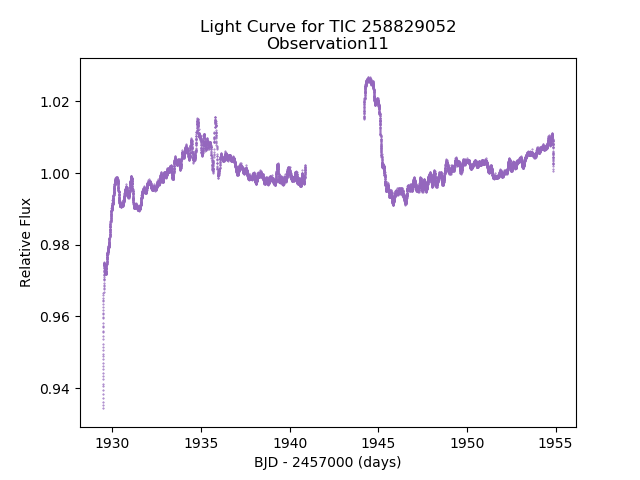 Light Curve for TIC 258829052
Observation11
Relative Flux
1.02
1.00
0.98
0.96
0.94
1930 1935 1940 1945 1950 1955
BJD - 2457000 (days)